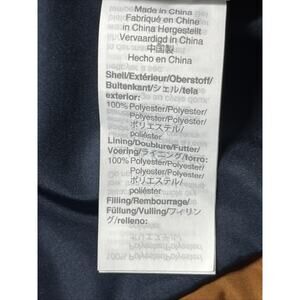 Made in China
Fabriqué en Chine
in China Hergestellt
Vervaardigd in China
中国製
Hecho en China
Shell/Extérieur/Oberstoff/
Buitenkant/シェル/tela
exterior:
100% Polyester/Polyester/
Polyester/Polyester/
ポリエステル/
poliéster
Lining/Doublure/Futter/
Voering/ライニング/forro:
100% Polyester/Polyester/
Polyester/Polyester/
ポリエステル/
poliéster
Filling/Rembourrage/
Füllung/Vulling/フィリン
グ/relleno: